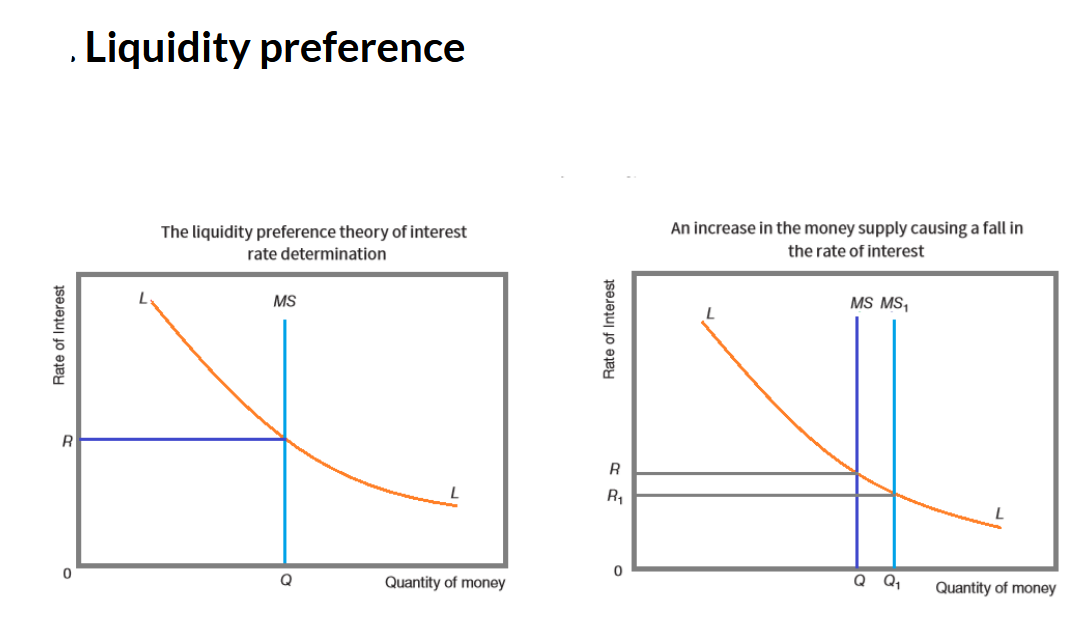 , Liquidity preference
The liquidity preference theory of interest
rate determination
Rate of Interest
L
MS
R
L
0
Q
Quantity of money
An increase in the money supply causing a fall in
the rate of interest
Rate of Interest
L
MS MS₁
R
R₁
L
0
Q Q₁
Quantity of money